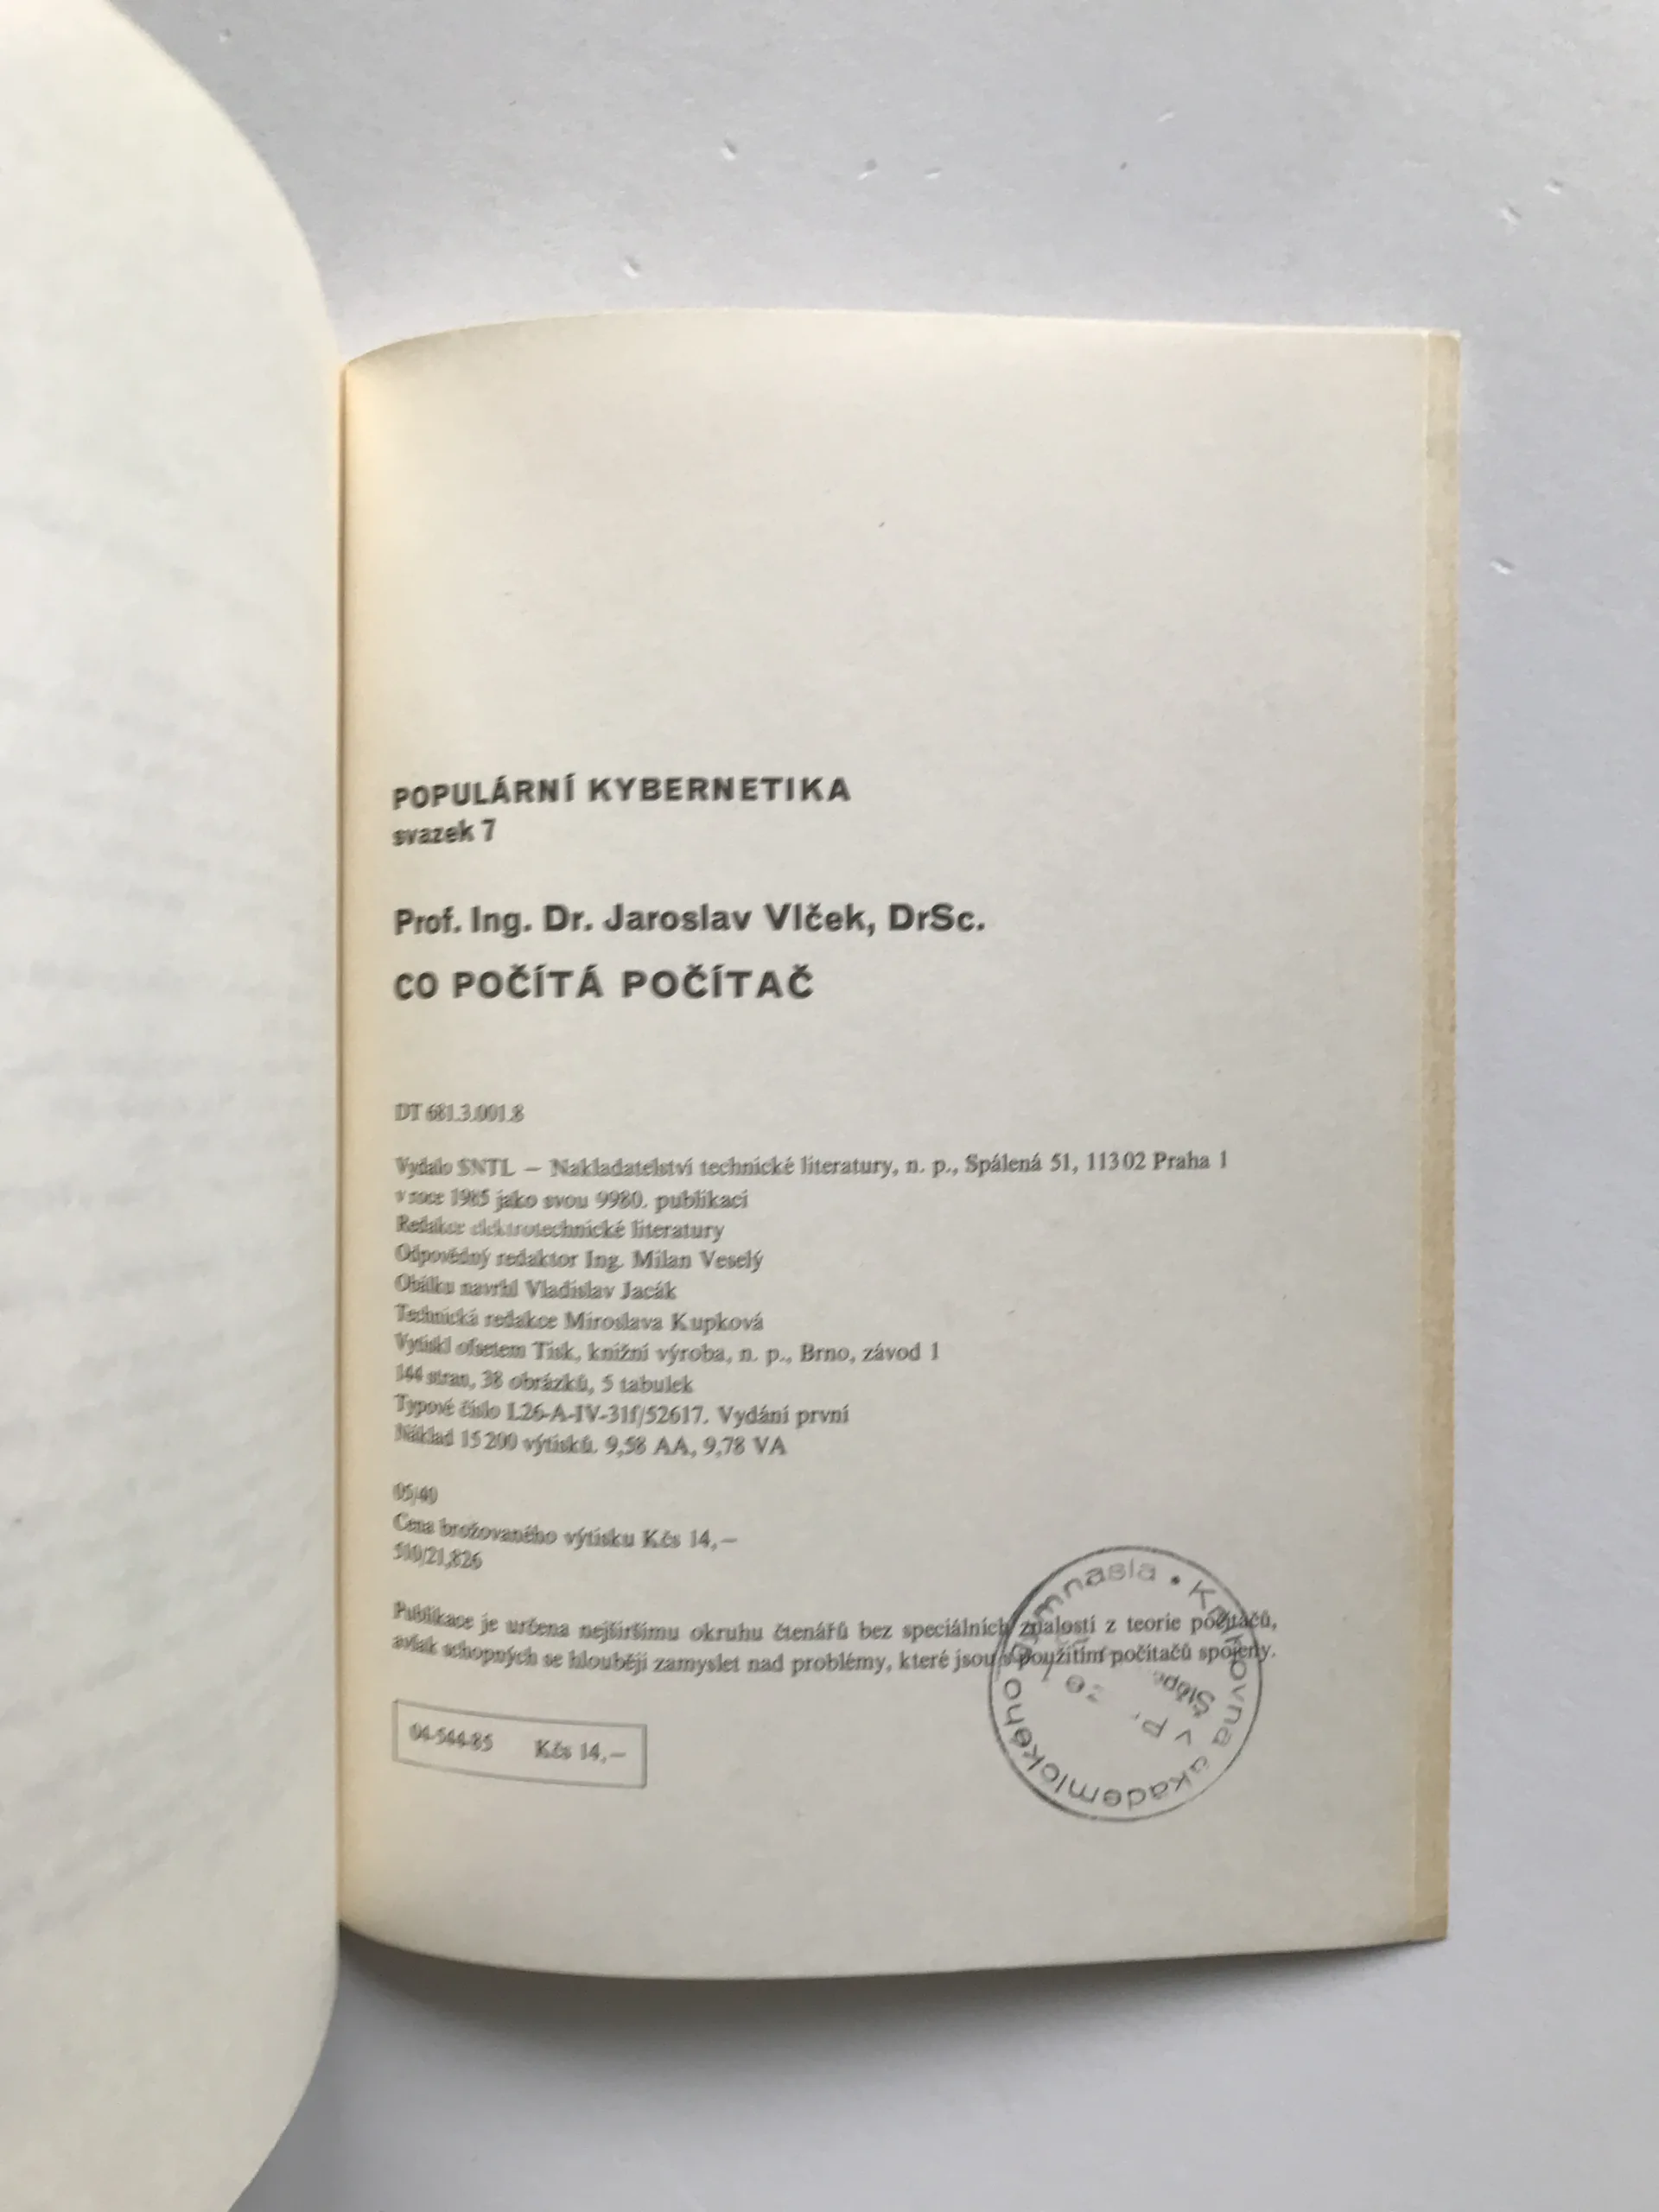 POPULÁRNÍ KYBERNETIKA
svazek 7
Prof. Ing. Dr. Jaroslav Vlček, DrSc.
CO POČÍTÁ POČÍTAČ
DT 681.3.001.8
Vydalo SNTL – Nakladatelství technické literatury, n. p., Spálená 51, 113 02 Praha 1
v roce 1985 jako svou 9980. publikaci
Redakce elektrotechnické literatury
Odpovědný redaktor Ing. Milan Veselý
Obálku navrhl Vladislav Jacák
Technická redakce Miroslava Kupková
Vytiskl ofsetem Tisk, knižní výroba, n. p., Brno, závod 1
144 stran, 38 obrázků, 5 tabulek
Typové číslo L26-A-IV-31f/52617. Vydání první
Náklad 15 200 výtisků. 9,58 AA, 9,78 VA
05/40
Cena brožovaného výtisku Kčs 14,–
510/21,826
Publikace je určena nejširšímu okruhu čtenářů bez speciálních znalostí z teorie počítačů,
avšak schopných se hlouběji zamyslet nad problémy, které jsou s použitím počítačů spojeny.
04-544-85 Kčs 14,–
Knihovna akademického gymnasia •
v Štěpánské